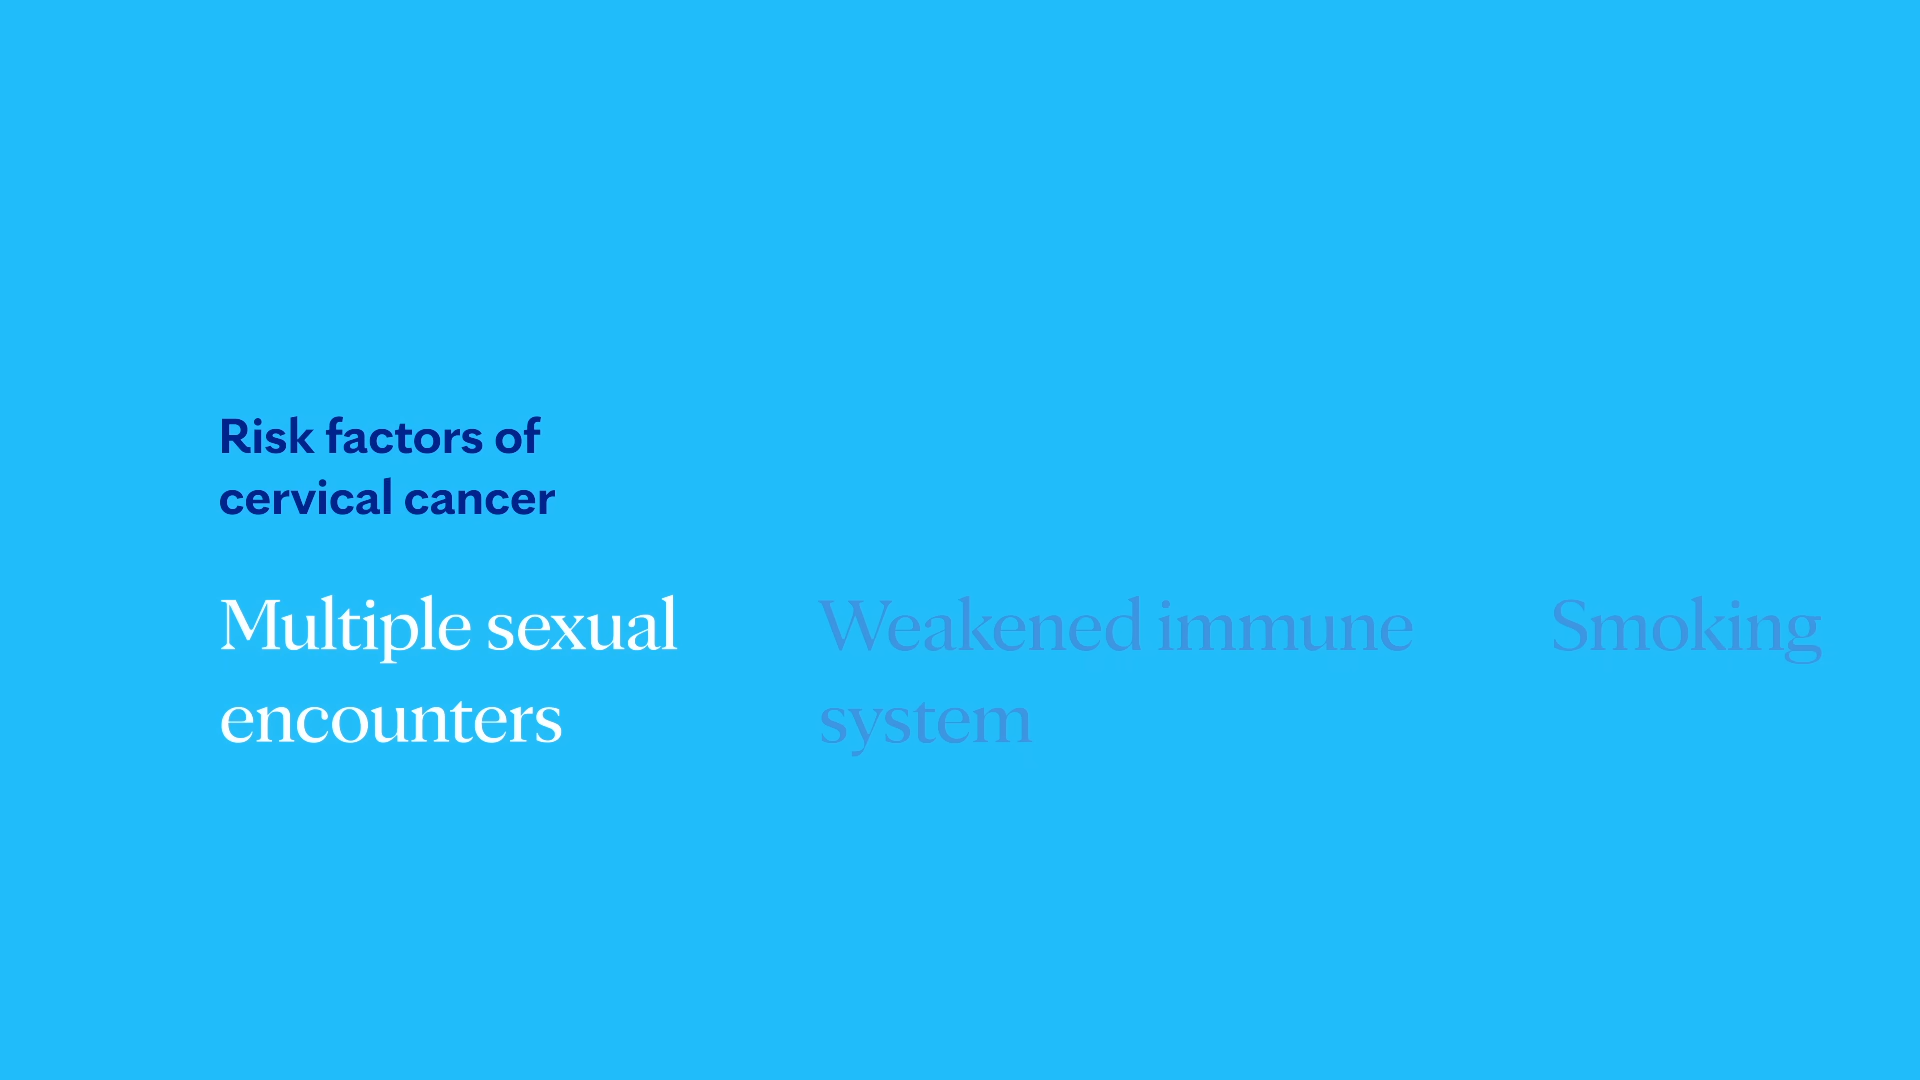 Risk factors of
cervical cancer
Multiple sexual
encounters
Weakened immune
system
Smoking